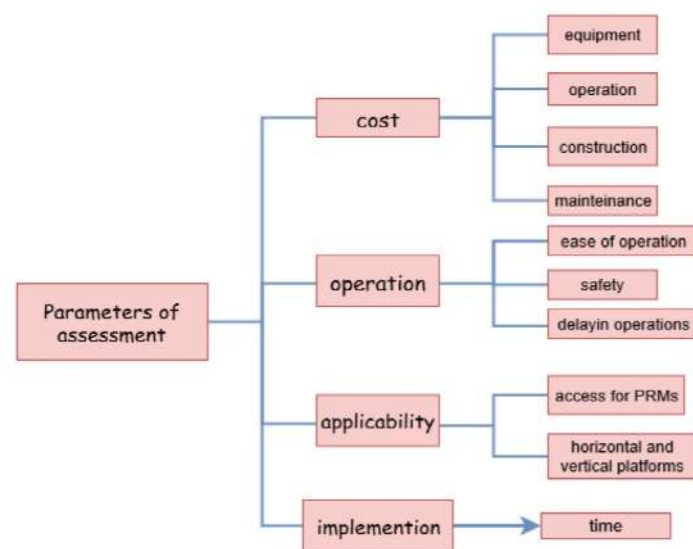 Parameters of
assessment
cost
equipment
operation
construction
mainteinance
operation
ease of operation
safety
delayin operations
applicability
access for PRMs
horizontal and
vertical platforms
implemention
time